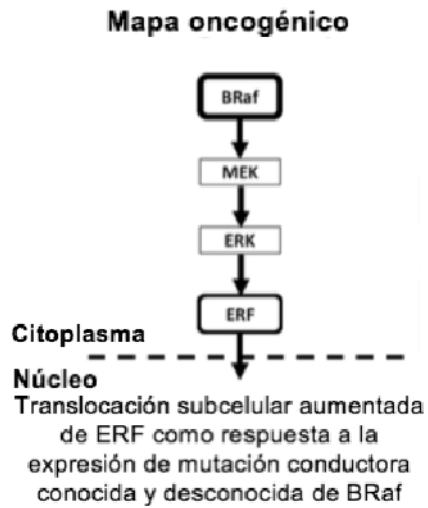 Mapa oncogénico
BRaf
MEK
ERK
ERF
Citoplasma
Núcleo
Translocación subcelular aumentada
de ERF como respuesta a la
expresión de mutación conductora
conocida y desconocida de BRaf